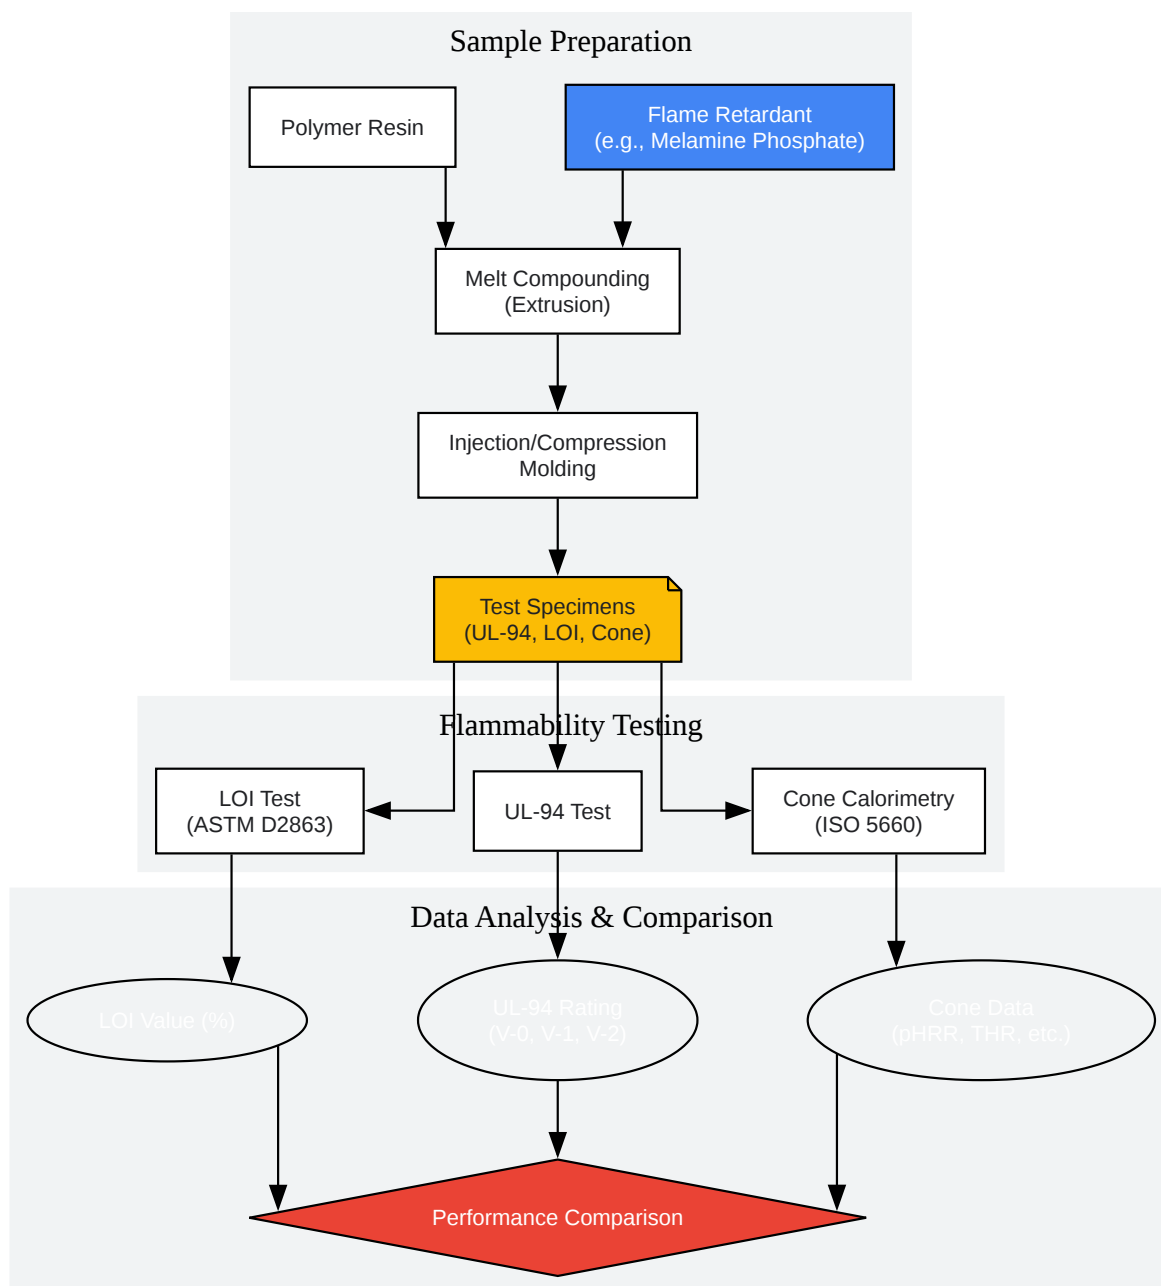 Sample Preparation
Polymer Resin
Flame Retardant
(e.g., Melamine Phosphate)
Melt Compounding
(Extrusion)
Injection/Compression
Molding
Test Specimens
(UL-94, LOI, Cone)
Flammability Testing
LOI Test
(ASTM D2863)
UL-94 Test
Cone Calorimetry
(ISO 5660)
Data Analysis & Comparison
LOI Value (%)
UL-94 Rating
(V-0, V-1, V-2)
Cone Data
(pHRR, THR, etc.)
Performance Comparison